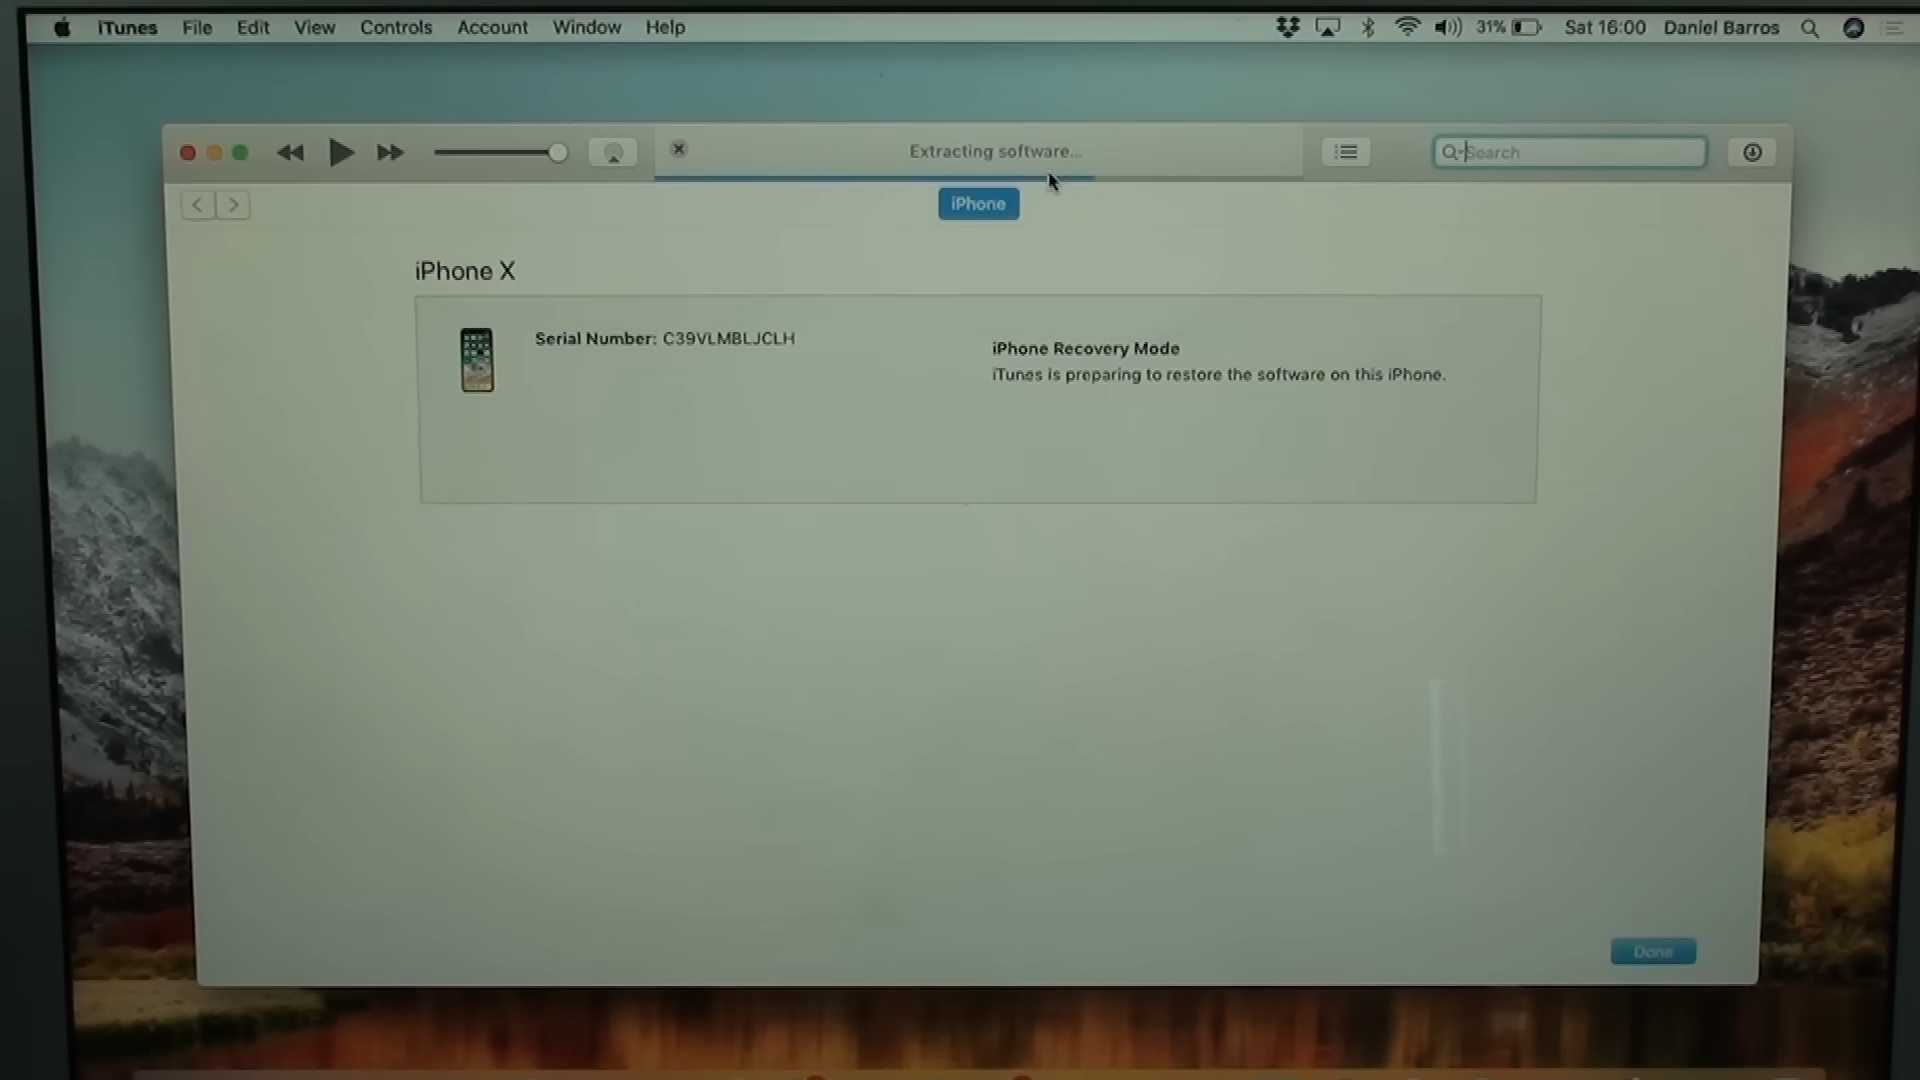 iTunes File Edit View Controls Account Window Help 31% Sat 16:00 Daniel Barros
Extracting software...
Search
iPhone
iPhone X
Serial Number: C39VLMBLJCLH
iPhone Recovery Mode
iTunes is preparing to restore the software on this iPhone.
Done